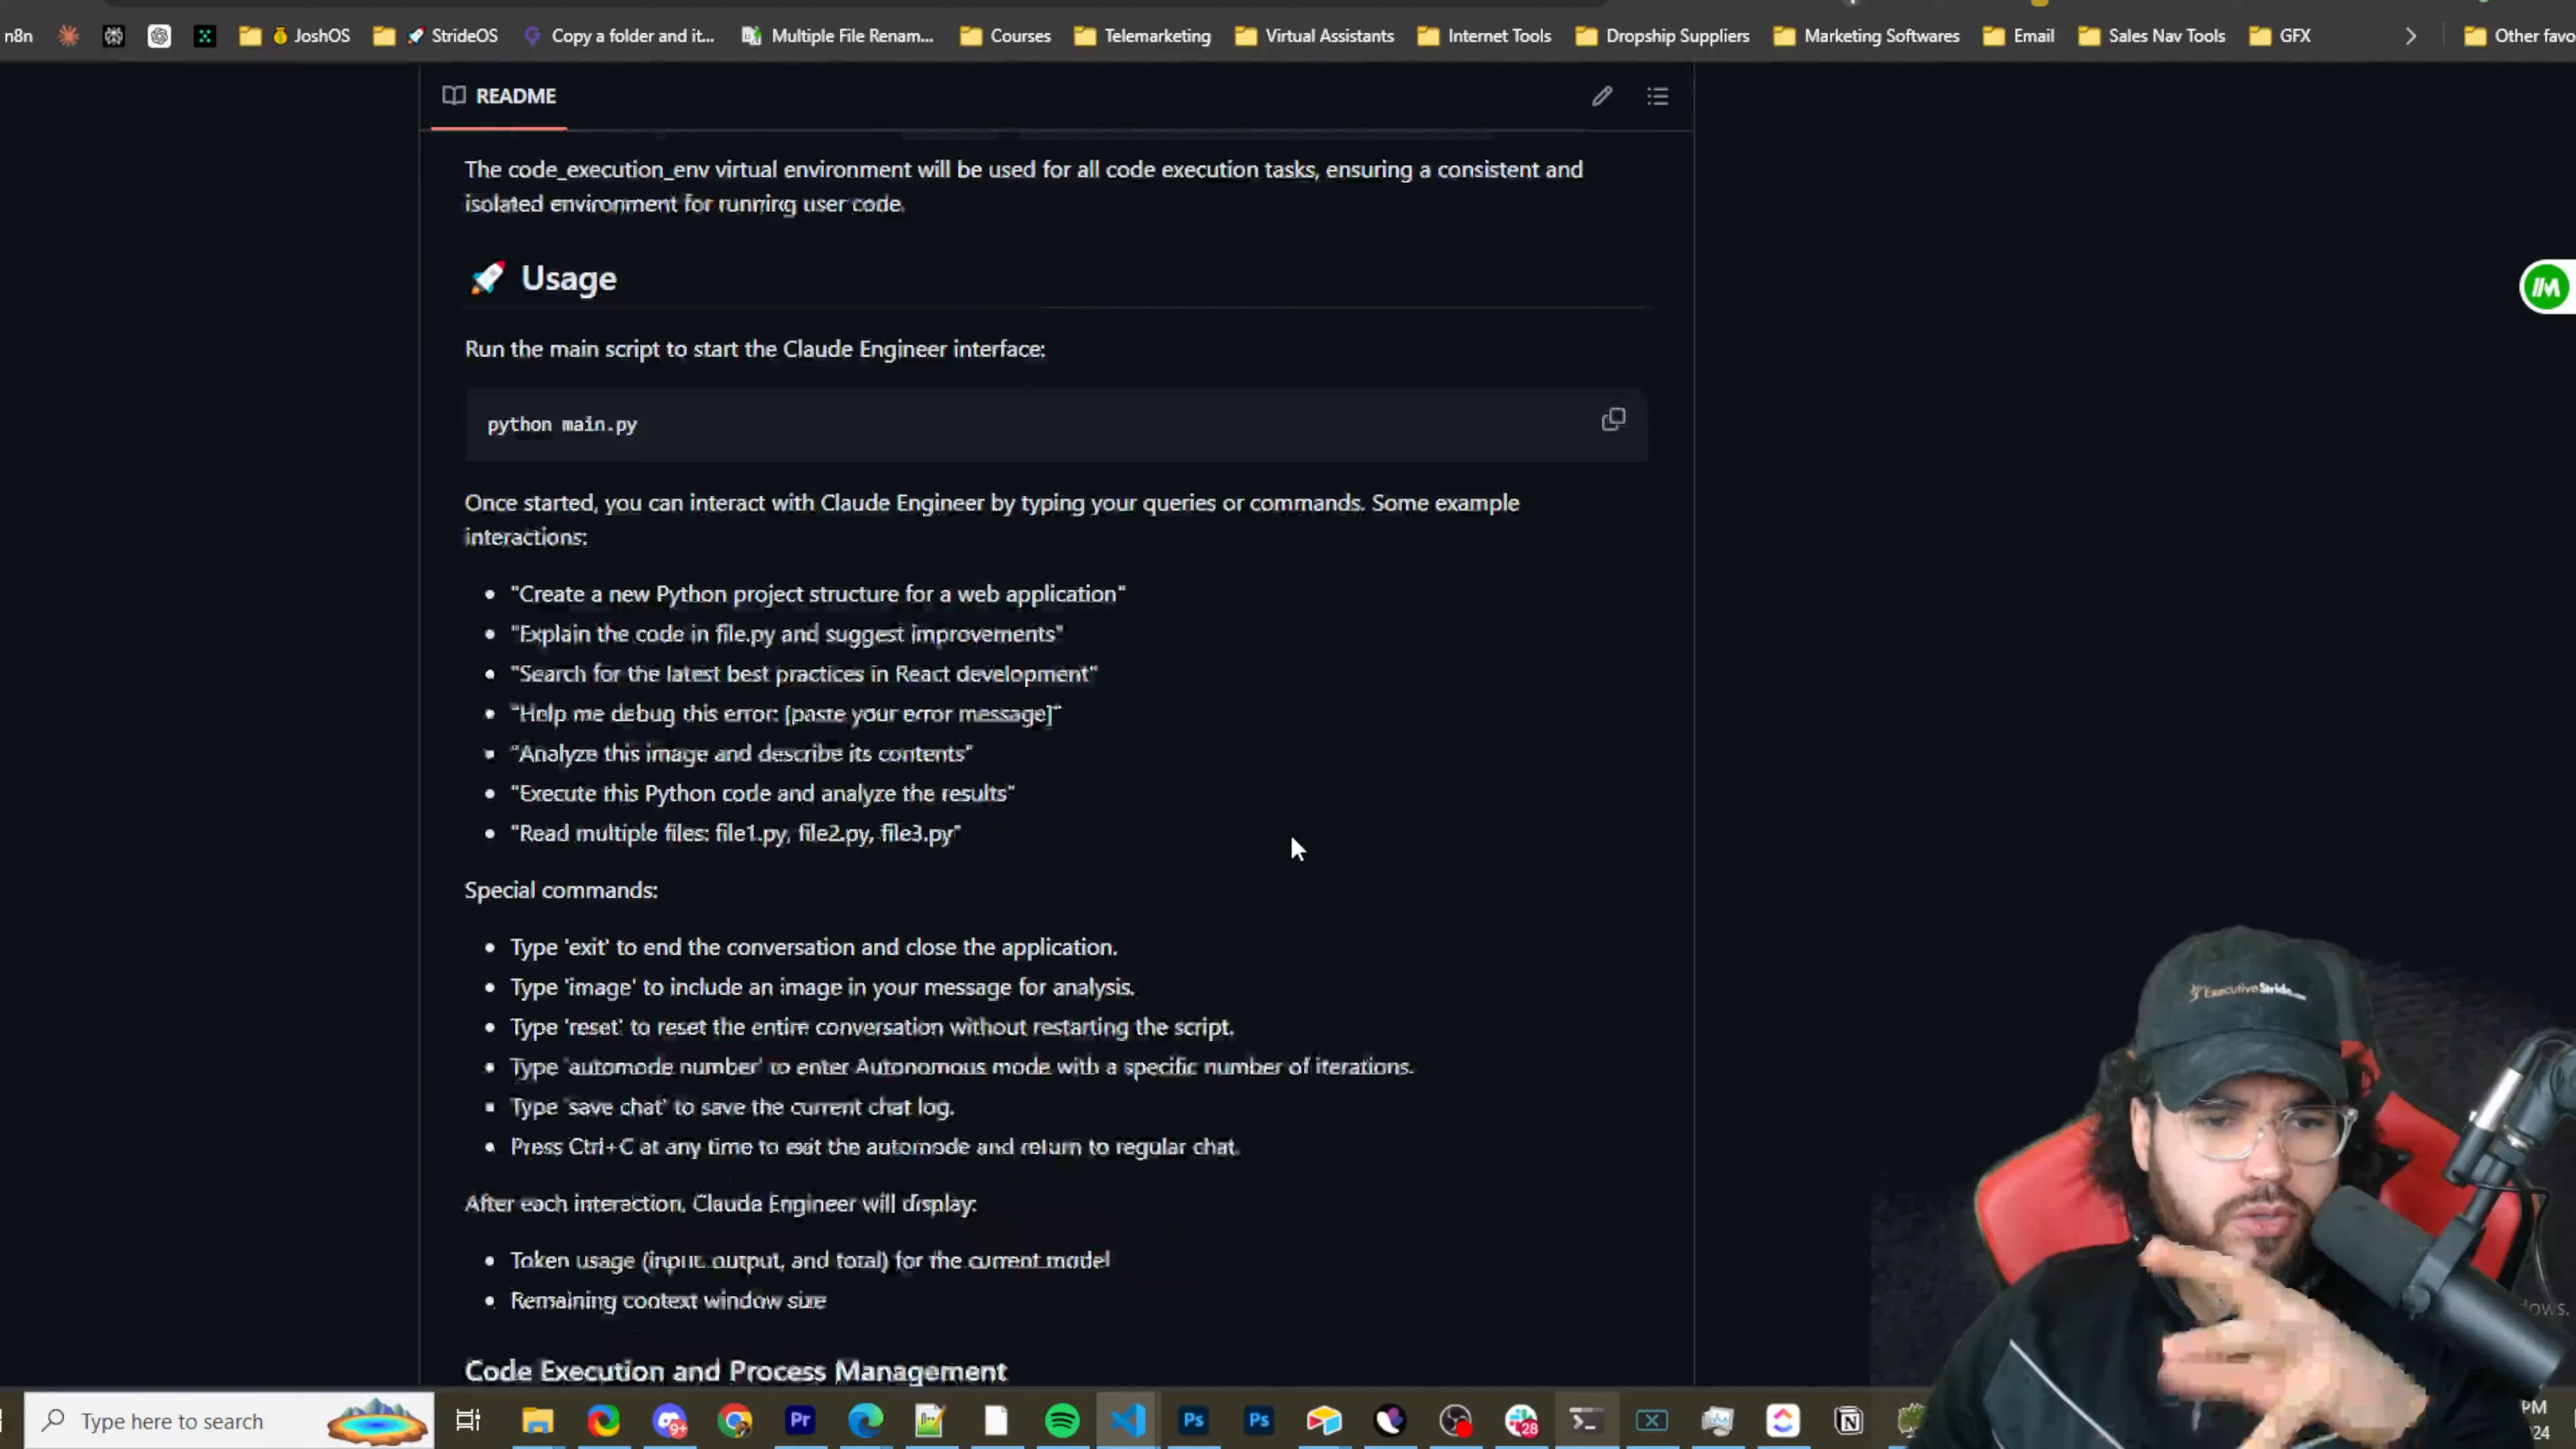 n8n JoshOS StrideOS Copy a folder and it... Multiple File Renam... Courses Telemarketing Virtual Assistants Internet Tools Dropship Suppliers Marketing Softwares Email Sales Nav Tools GFX Other favo
README
The code_execution_env virtual environment will be used for all code execution tasks, ensuring a consistent and
isolated environment for running user code.
🚀 Usage
Run the main script to start the Claude Engineer interface:
python main.py
Once started, you can interact with Claude Engineer by typing your queries or commands. Some example
interactions:
• "Create a new Python project structure for a web application"
• "Explain the code in file.py and suggest improvements"
• "Search for the latest best practices in React development"
• "Help me debug this error: [paste your error message]"
• "Analyze this image and describe its contents"
• "Execute this Python code and analyze the results"
• "Read multiple files: file1.py, file2.py, file3.py"
Special commands:
• Type 'exit' to end the conversation and close the application.
• Type 'image' to include an image in your message for analysis.
• Type 'reset' to reset the entire conversation without restarting the script.
• Type 'automode number' to enter Autonomous mode with a specific number of iterations.
• Type 'save chat' to save the current chat log.
• Press Ctrl+C at any time to exit the automode and return to regular chat.
After each interaction, Claude Engineer will display:
• Token usage (input, output, and total) for the current model
• Remaining context window size
Code Execution and Process Management
ExecutiveStride
dows.
Type here to search
9+
Pr
Ps
Ps
28
PM
24